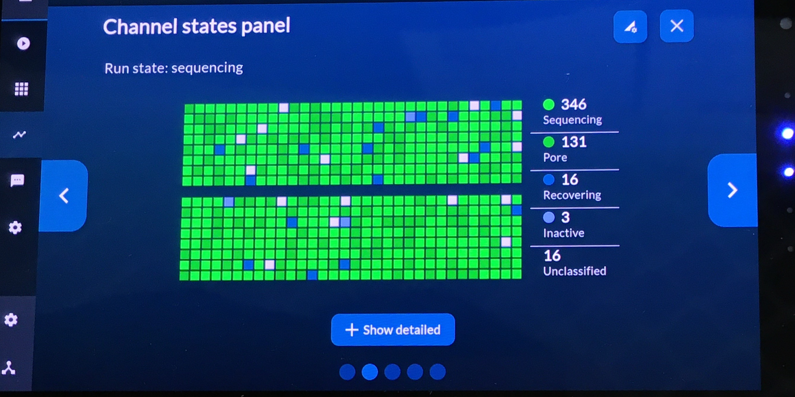 Channel states panel
Run state: sequencing
346
Sequencing
131
Pore
16
Recovering
3
Inactive
16
Unclassified
Show detailed